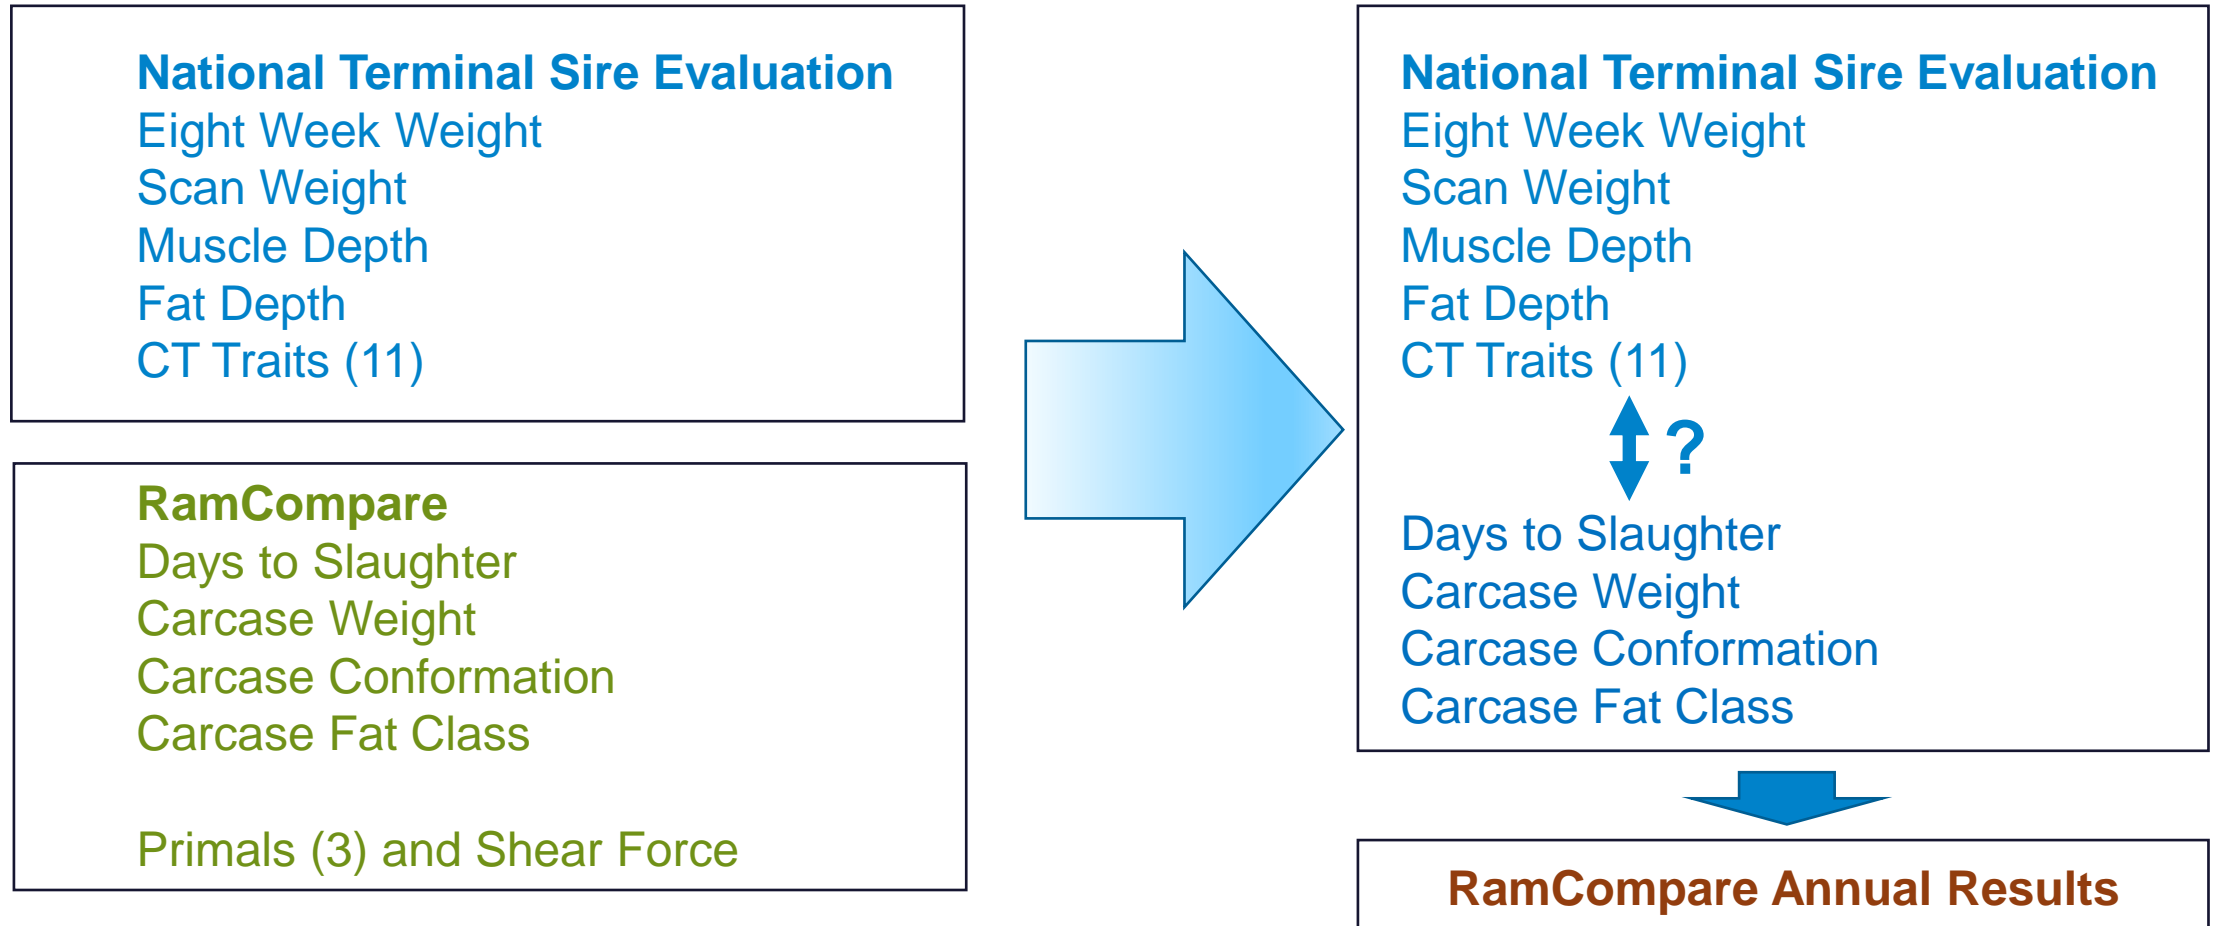 National Terminal Sire Evaluation
Eight Week Weight
Scan Weight
Muscle Depth
Fat Depth
CT Traits (11)
RamCompare
Days to Slaughter
Carcase Weight
Carcase Conformation
Carcase Fat Class
Primals (3) and Shear Force
National Terminal Sire Evaluation
Eight Week Weight
Scan Weight
Muscle Depth
Fat Depth
CT Traits (11)
?
Days to Slaughter
Carcase Weight
Carcase Conformation
Carcase Fat Class
RamCompare Annual Results